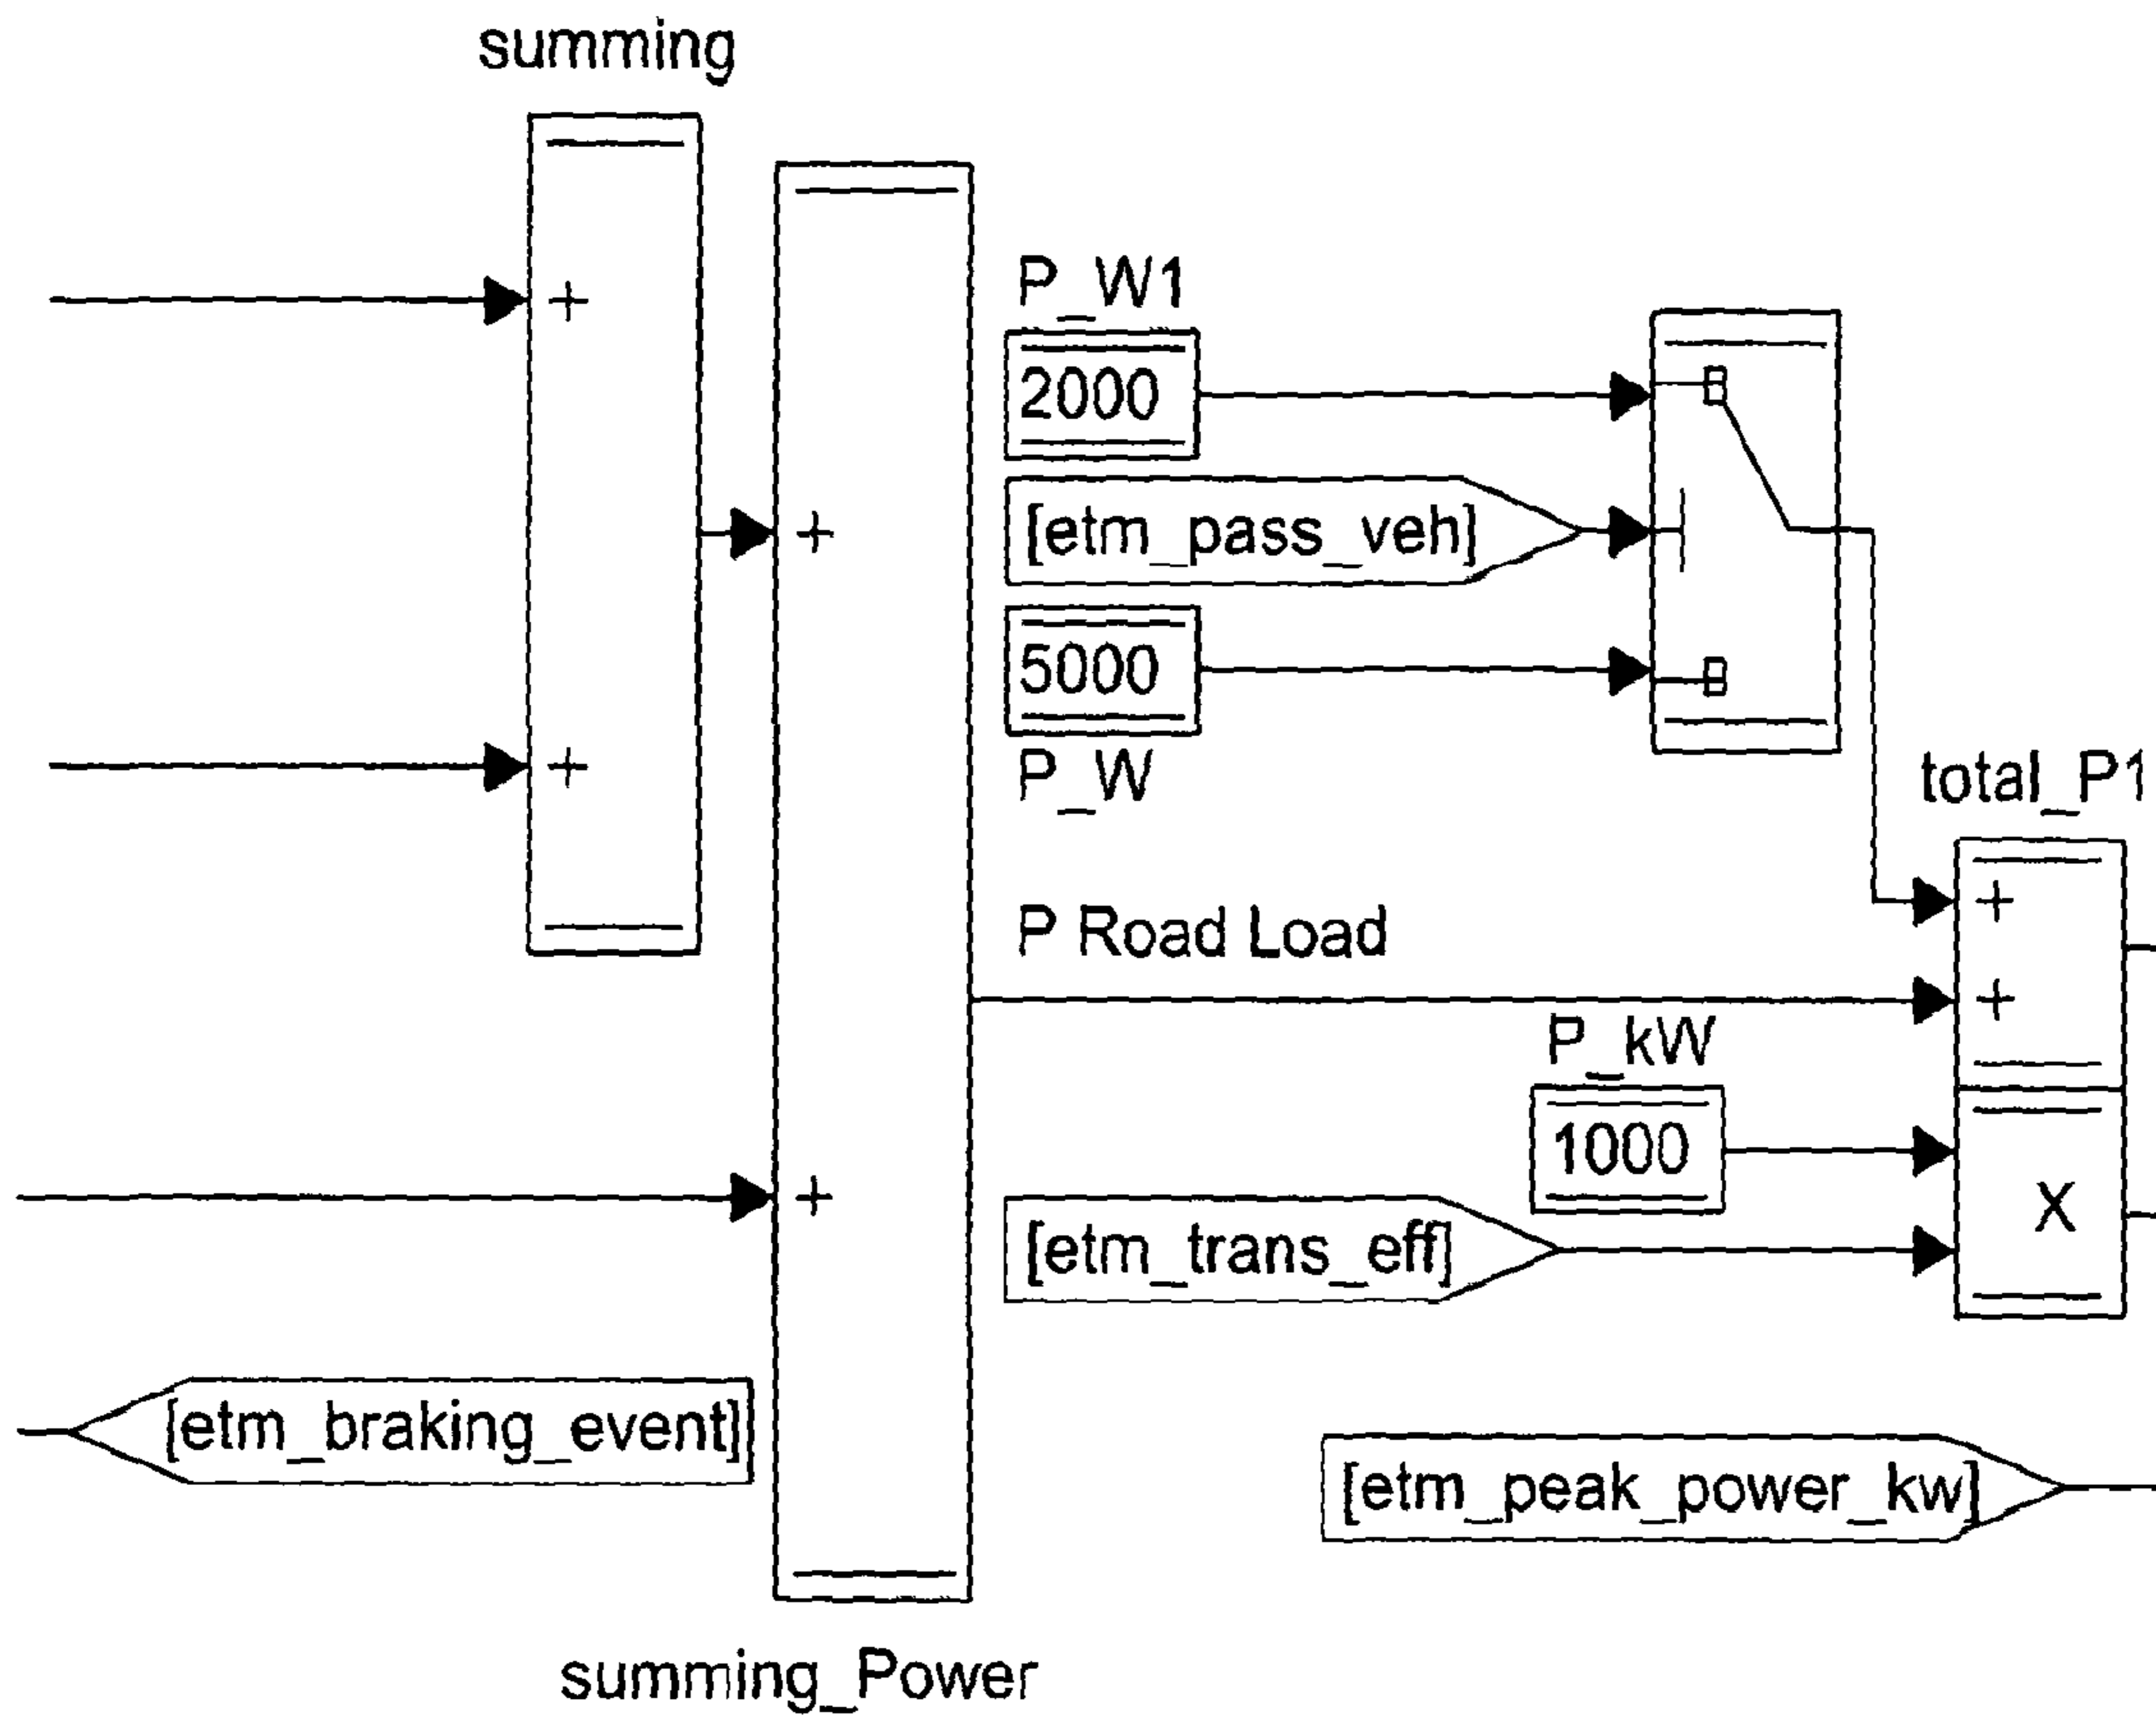 summing
+
+
+
+
P_W1
2000
[etm_pass_veh]
5000
P_W
total_P1
+
+
P Road Load
P_kW
1000
X
[etm_trans_eff]
[etm_braking_event]
[etm_peak_power_kw]
summing_Power